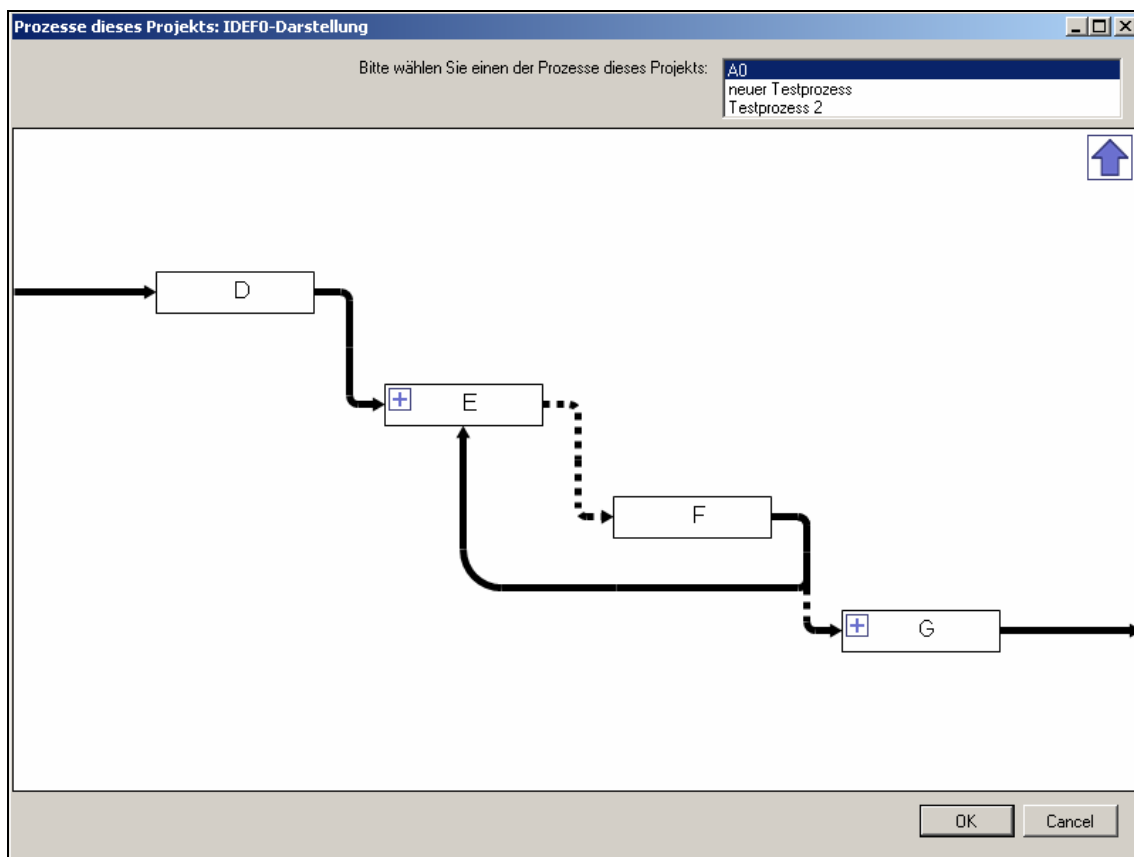 Prozesse dieses Projekts: IDEF0-Darstellung
Bitte wählen Sie einen der Prozesse dieses Projekts:
A0
neuer Testprozess
Testprozess 2
D
E
F
G
OK
Cancel